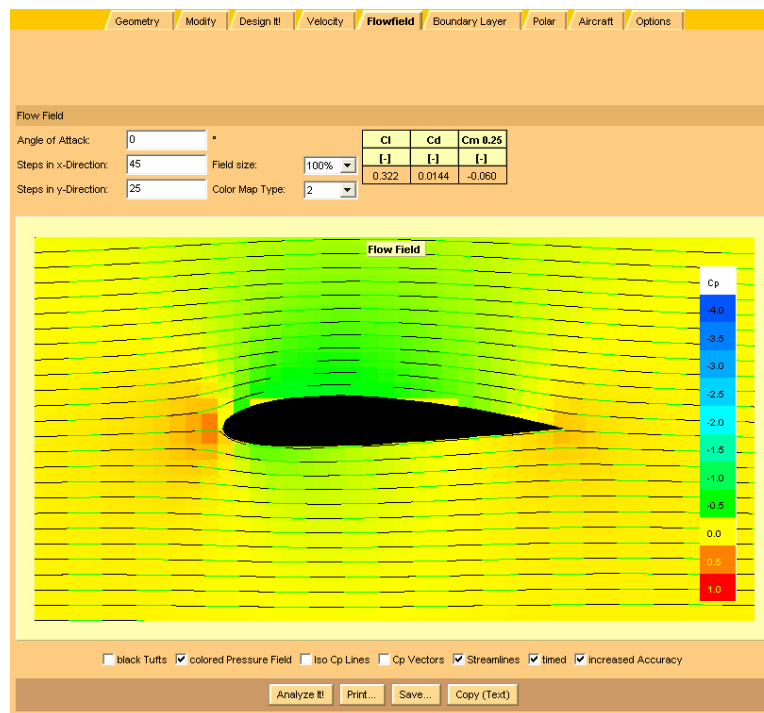 Geometry Modify Design It! Velocity Flowfield Boundary Layer Polar Aircraft Options
Flow Field
Angle of Attack: 0 °
Cl Cd Cm 0.25
[-] [-] [-]
0.322 0.0144 -0.060
Steps in x-Direction: 45 Field size: 100%
Steps in y-Direction: 25 Color Map Type: 2
Flow Field
Cp
-4.0
-3.5
-3.0
-2.5
-2.0
-1.5
-1.0
-0.5
0.0
0.5
1.0
black Tufts colored Pressure Field Iso Cp Lines Cp Vectors Streamlines timed increased Accuracy
Analyze It! Print... Save... Copy (Text)